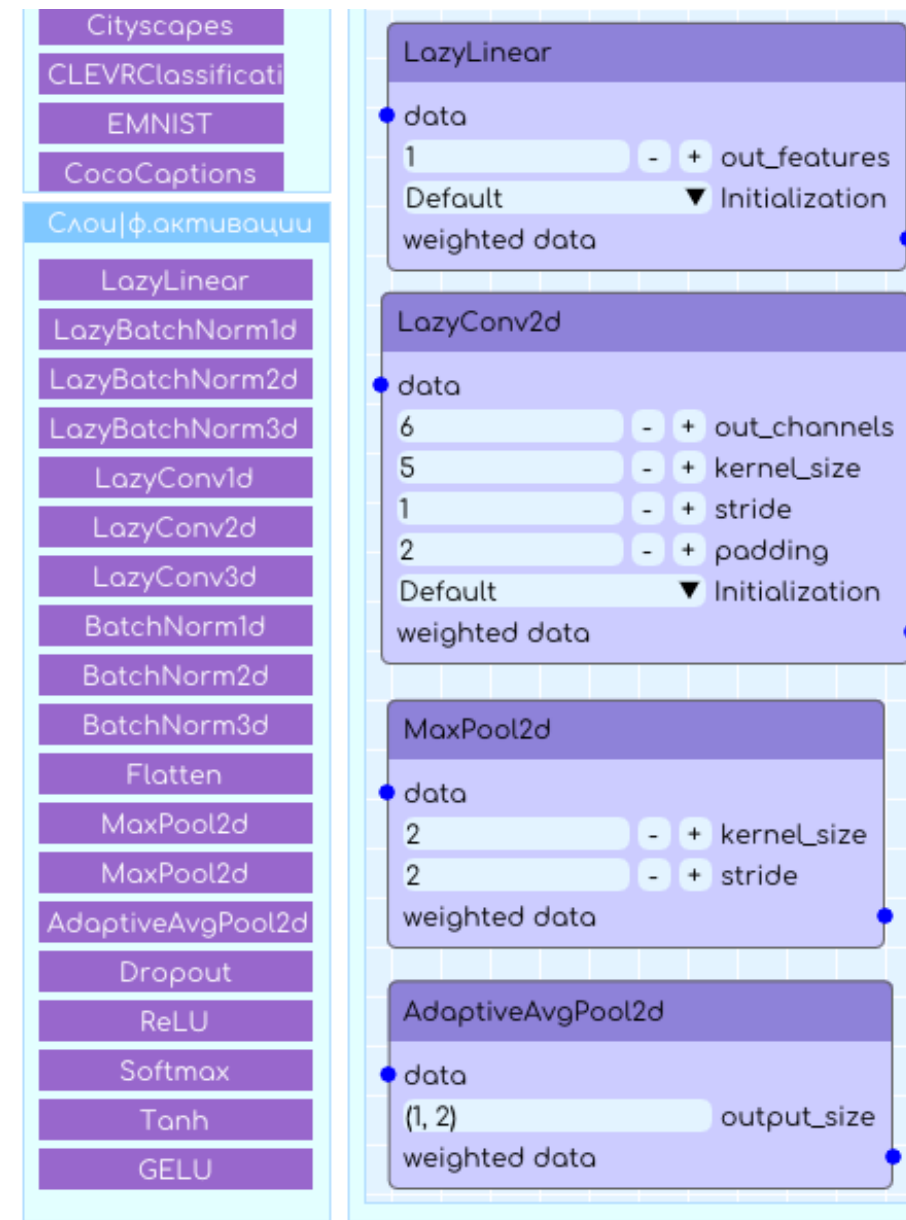 Cityscapes
CLEVRClassificati
EMNIST
CocoCaptions
Слои|ф.активации
LazyLinear
LazyBatchNorm1d
LazyBatchNorm2d
LazyBatchNorm3d
LazyConv1d
LazyConv2d
LazyConv3d
BatchNorm1d
BatchNorm2d
BatchNorm3d
Flatten
MaxPool2d
MaxPool2d
AdaptiveAvgPool2d
Dropout
ReLU
Softmax
Tanh
GELU
LazyLinear
data
1 - + out_features
Default ▼ Initialization
weighted data
LazyConv2d
data
6 - + out_channels
5 - + kernel_size
1 - + stride
2 - + padding
Default ▼ Initialization
weighted data
MaxPool2d
data
2 - + kernel_size
2 - + stride
weighted data
AdaptiveAvgPool2d
data
(1, 2) output_size
weighted data